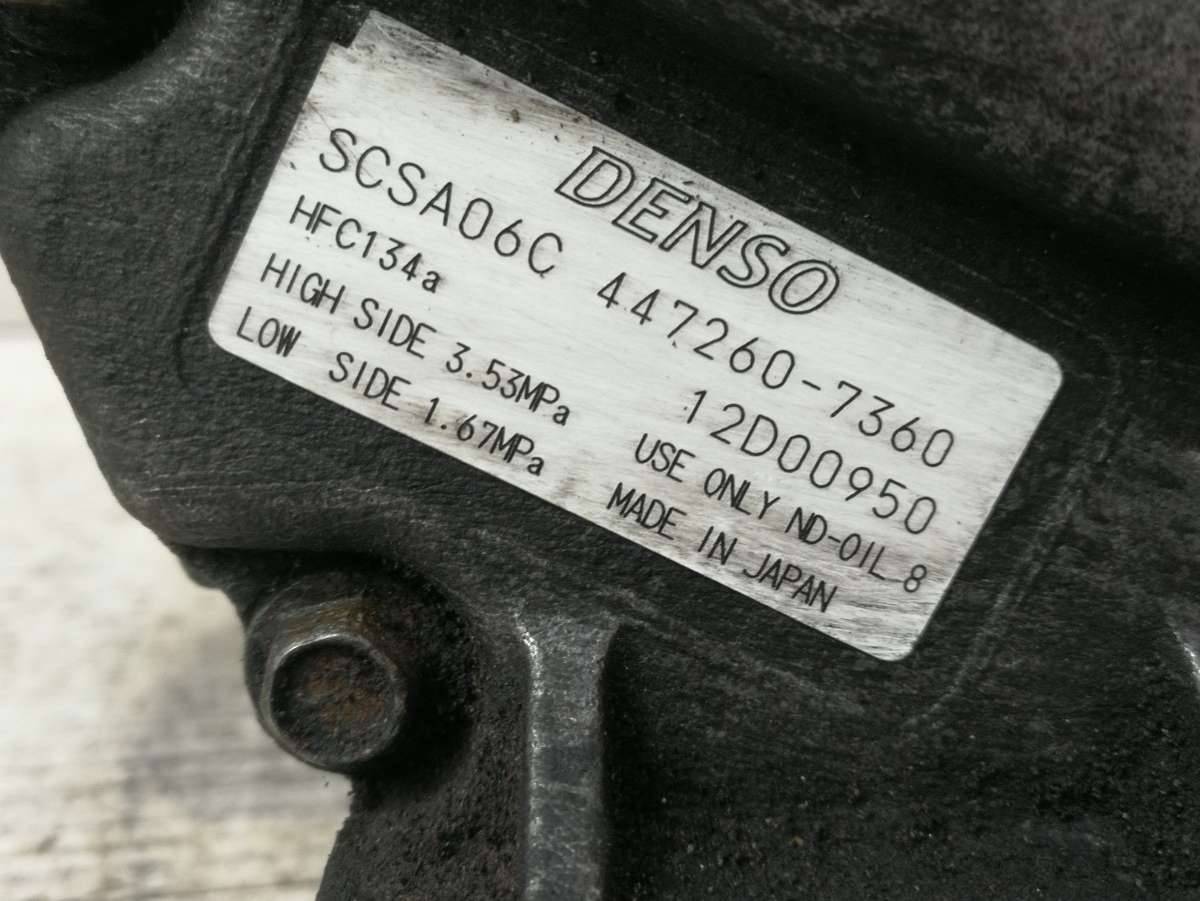 DENSO
SCSA06C 447260-7360
HFC134a 12D00950
HIGH SIDE 3.53MPa USE ONLY ND-OIL 8
LOW SIDE 1.67MPa MADE IN JAPAN